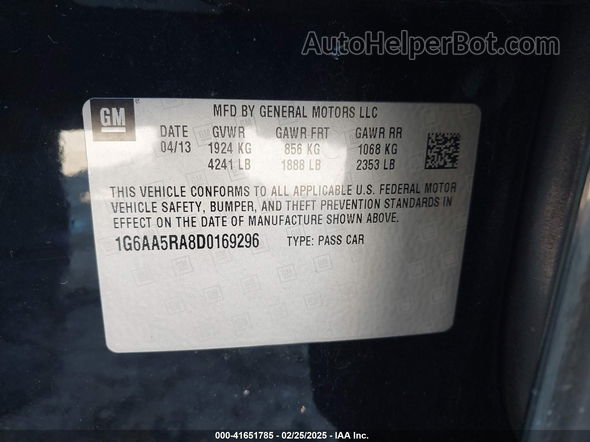 AutoHelperBot.com
GM
MFD BY GENERAL MOTORS LLC
DATE GVWR GAWR FRT GAWR RR
04/13 1924 KG 856 KG 1068 KG
4241 LB 1888 LB 2353 LB
THIS VEHICLE CONFORMS TO ALL APPLICABLE U.S. FEDERAL MOTOR
VEHICLE SAFETY, BUMPER, AND THEFT PREVENTION STANDARDS IN
EFFECT ON THE DATE OF MANUFACTURE SHOWN ABOVE.
1G6AA5RA8D0169296 TYPE: PASS CAR
000-41651785 - 02/25/2025 - IAA Inc.